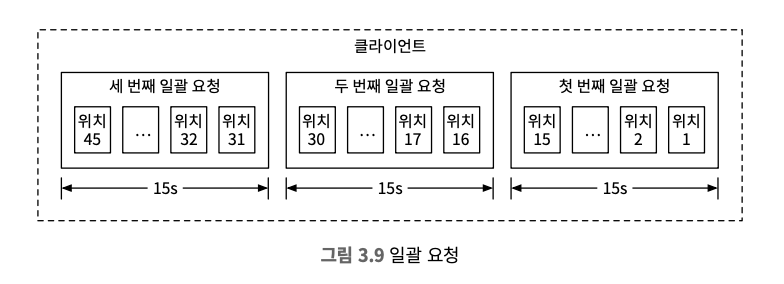 클라이언트
세 번째 일괄 요청
위치 45
...
위치 32
위치 31
15s
두 번째 일괄 요청
위치 30
...
위치 17
위치 16
15s
첫 번째 일괄 요청
위치 15
...
위치 2
위치 1
15s
그림 3.9 일괄 요청